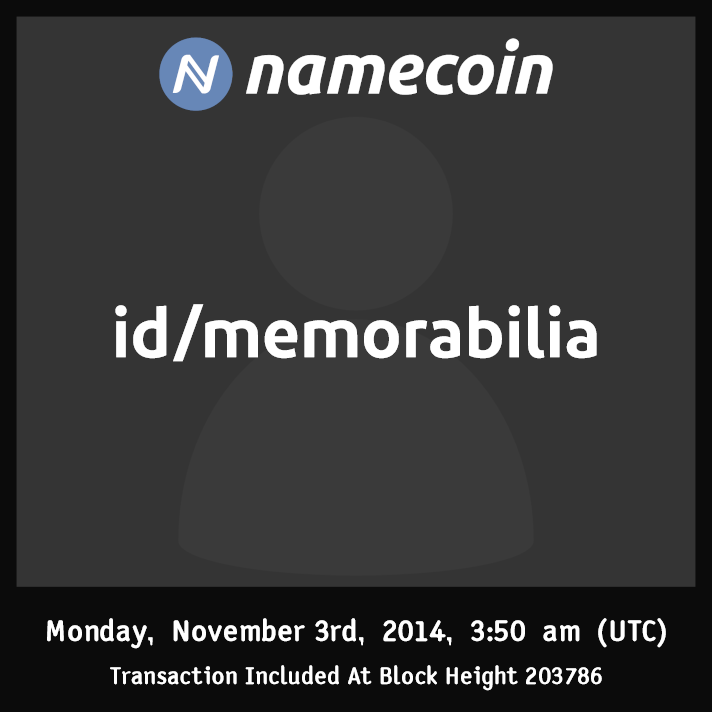 namecoin
id/memorabilia
Monday, November 3rd, 2014, 3:50 am (UTC)
Transaction Included At Block Height 203786